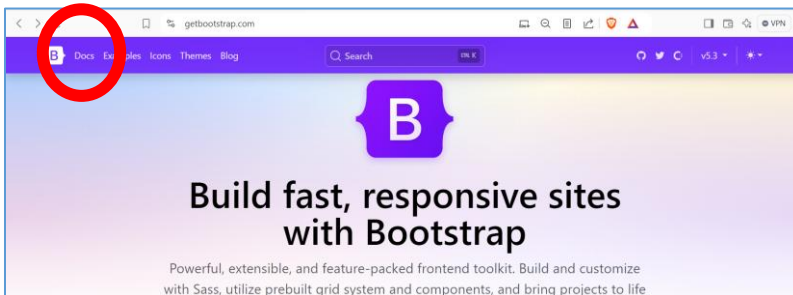 getbootstrap.com
VPN
B Docs Examples Icons Themes Blog Search CTRL K v5.3
B
Build fast, responsive sites
with Bootstrap
Powerful, extensible, and feature-packed frontend toolkit. Build and customize
with Sass, utilize prebuilt grid system and components, and bring projects to life